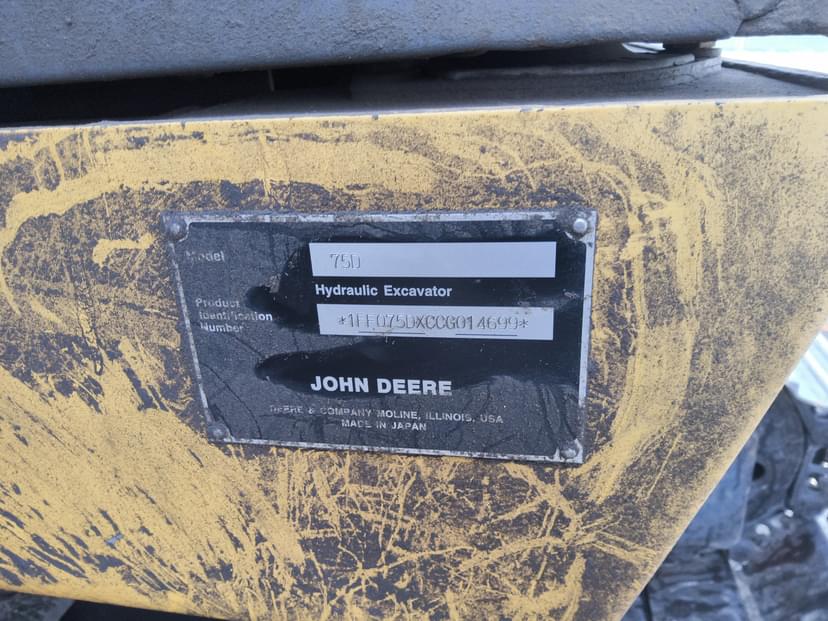 Model 75D
Hydraulic Excavator
Product
Identification
Number *1FF075DXCCG014699*
JOHN DEERE
DEERE & COMPANY MOLINE, ILLINOIS, USA
MADE IN JAPAN